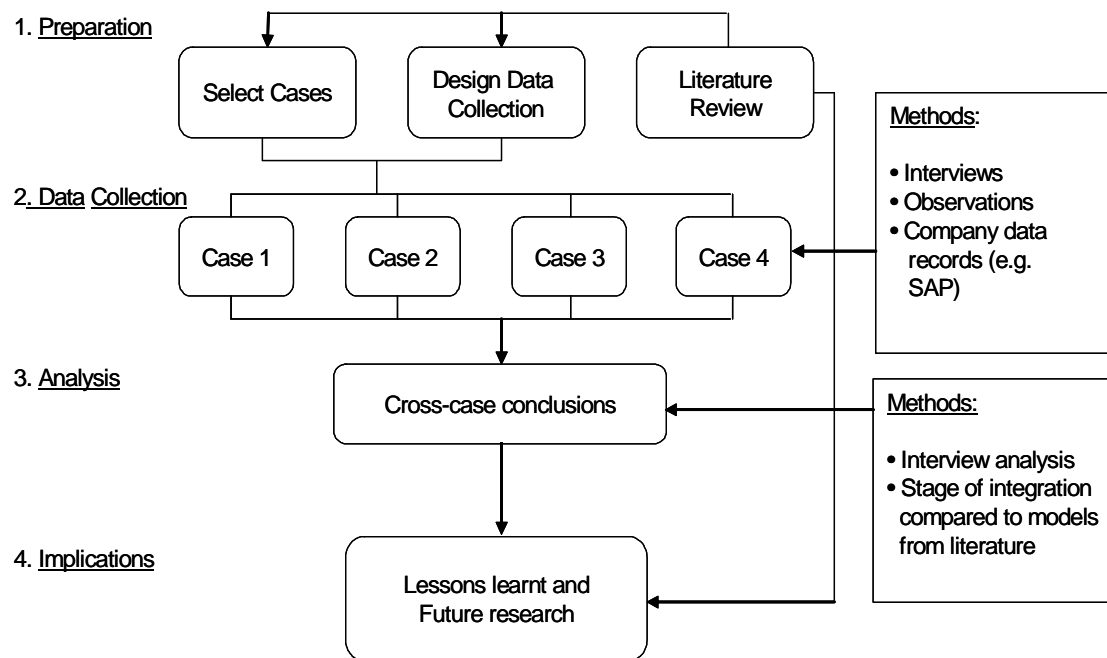 1. Preparation
Select Cases
Design Data
Collection
Literature
Review
Methods:
• Interviews
• Observations
• Company data
records (e.g.
SAP)
2. Data Collection
Case 1
Case 2
Case 3
Case 4
3. Analysis
Cross-case conclusions
Methods:
• Interview analysis
• Stage of integration
compared to models
from literature
4. Implications
Lessons learnt and
Future research